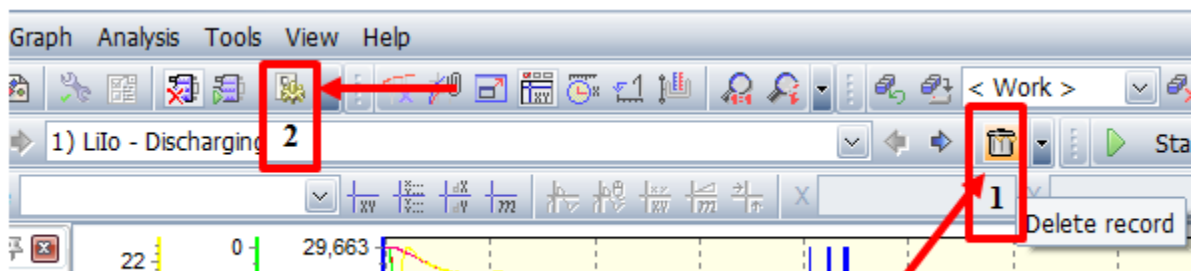 Graph Analysis Tools View Help
< Work >
1) LiIo - Discharging 2 Sta
1
Delete record
22 0 29,663